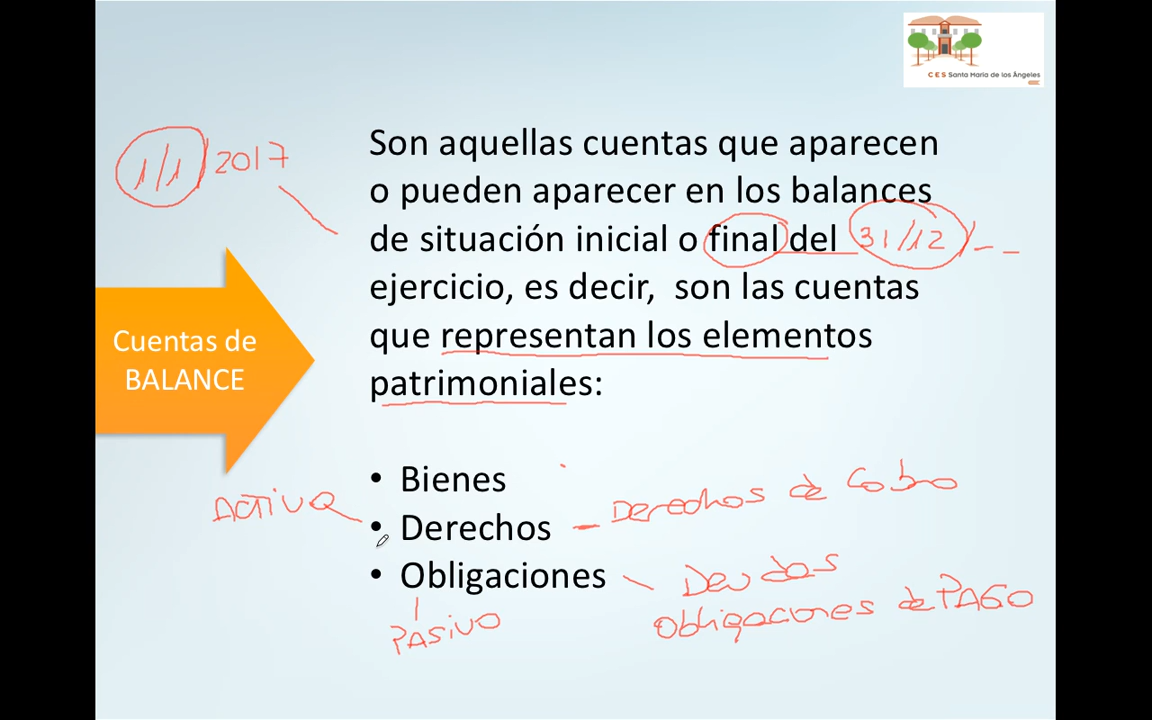 C E S Santa María de los Ángeles
1/1/2017
Son aquellas cuentas que aparecen
o pueden aparecer en los balances
de situación inicial o final del 31/12/_ _
ejercicio, es decir, son las cuentas
que representan los elementos
patrimoniales:
Cuentas de
BALANCE
• Bienes
ACTIVO
• Derechos - Derechos de Cobro
• Obligaciones \ Deudas
Obligaciones de PAGO
PASIVO